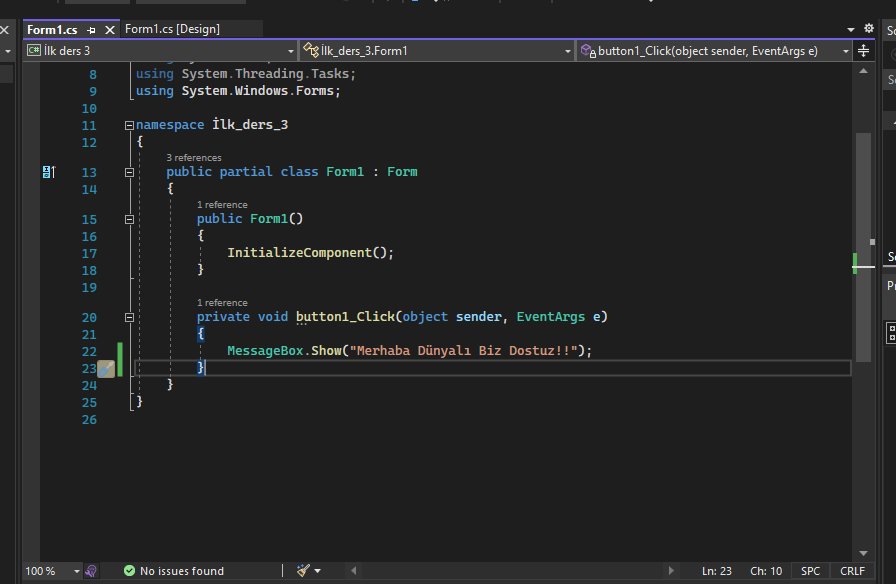 Form1.cs
Form1.cs [Design]
C# İlk ders 3
İlk_ders_3.Form1
button1_Click(object sender, EventArgs e)
8 using System.Threading.Tasks;
9 using System.Windows.Forms;
10
11 namespace İlk_ders_3
12 {
3 references
13 public partial class Form1 : Form
14 {
1 reference
15 public Form1()
16 {
17 InitializeComponent();
18 }
19
1 reference
20 private void button1_Click(object sender, EventArgs e)
21 {
22 MessageBox.Show("Merhaba Dünyalı Biz Dostuz!!");
23 }
24 }
25 }
26
100 %
No issues found
Ln: 23
Ch: 10
SPC
CRLF